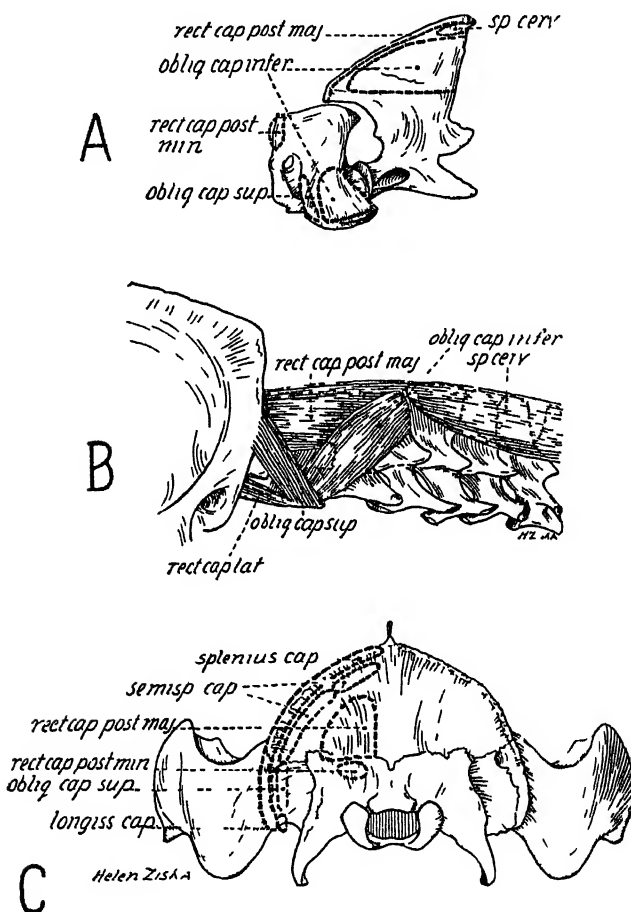 rect cap post maj
sp cerv
obliq cap infer
rect cap post
min
A
obliq cap sup
obliq cap infer
sp cerv
rect cap post maj
B
obliq cap sup
rect cap lat
splenius cap
semisp cap
rect cap post maj
rect cap post min
obliq cap sup
longiss cap
C
Helen Ziska